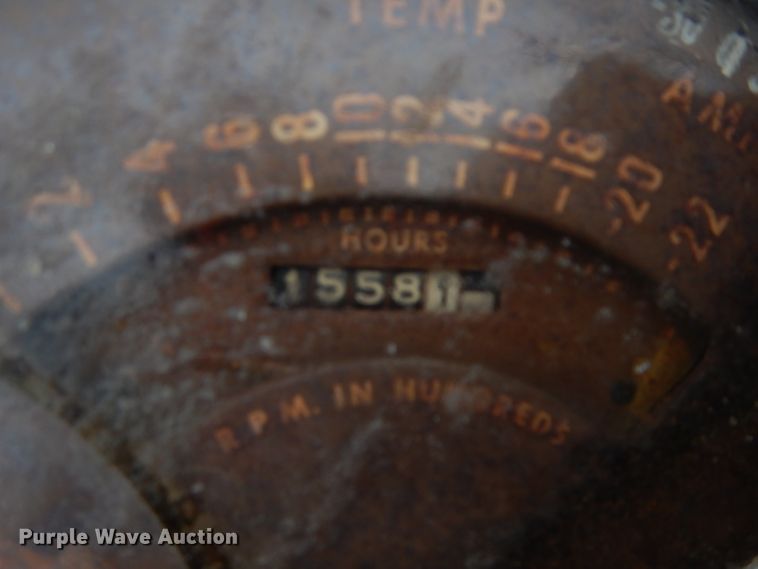 TEMP
AM
2 4 6 8 10 12 14 16 18 20 22
HOURS
15581
R.P.M. IN HUNDREDS
Purple Wave Auction